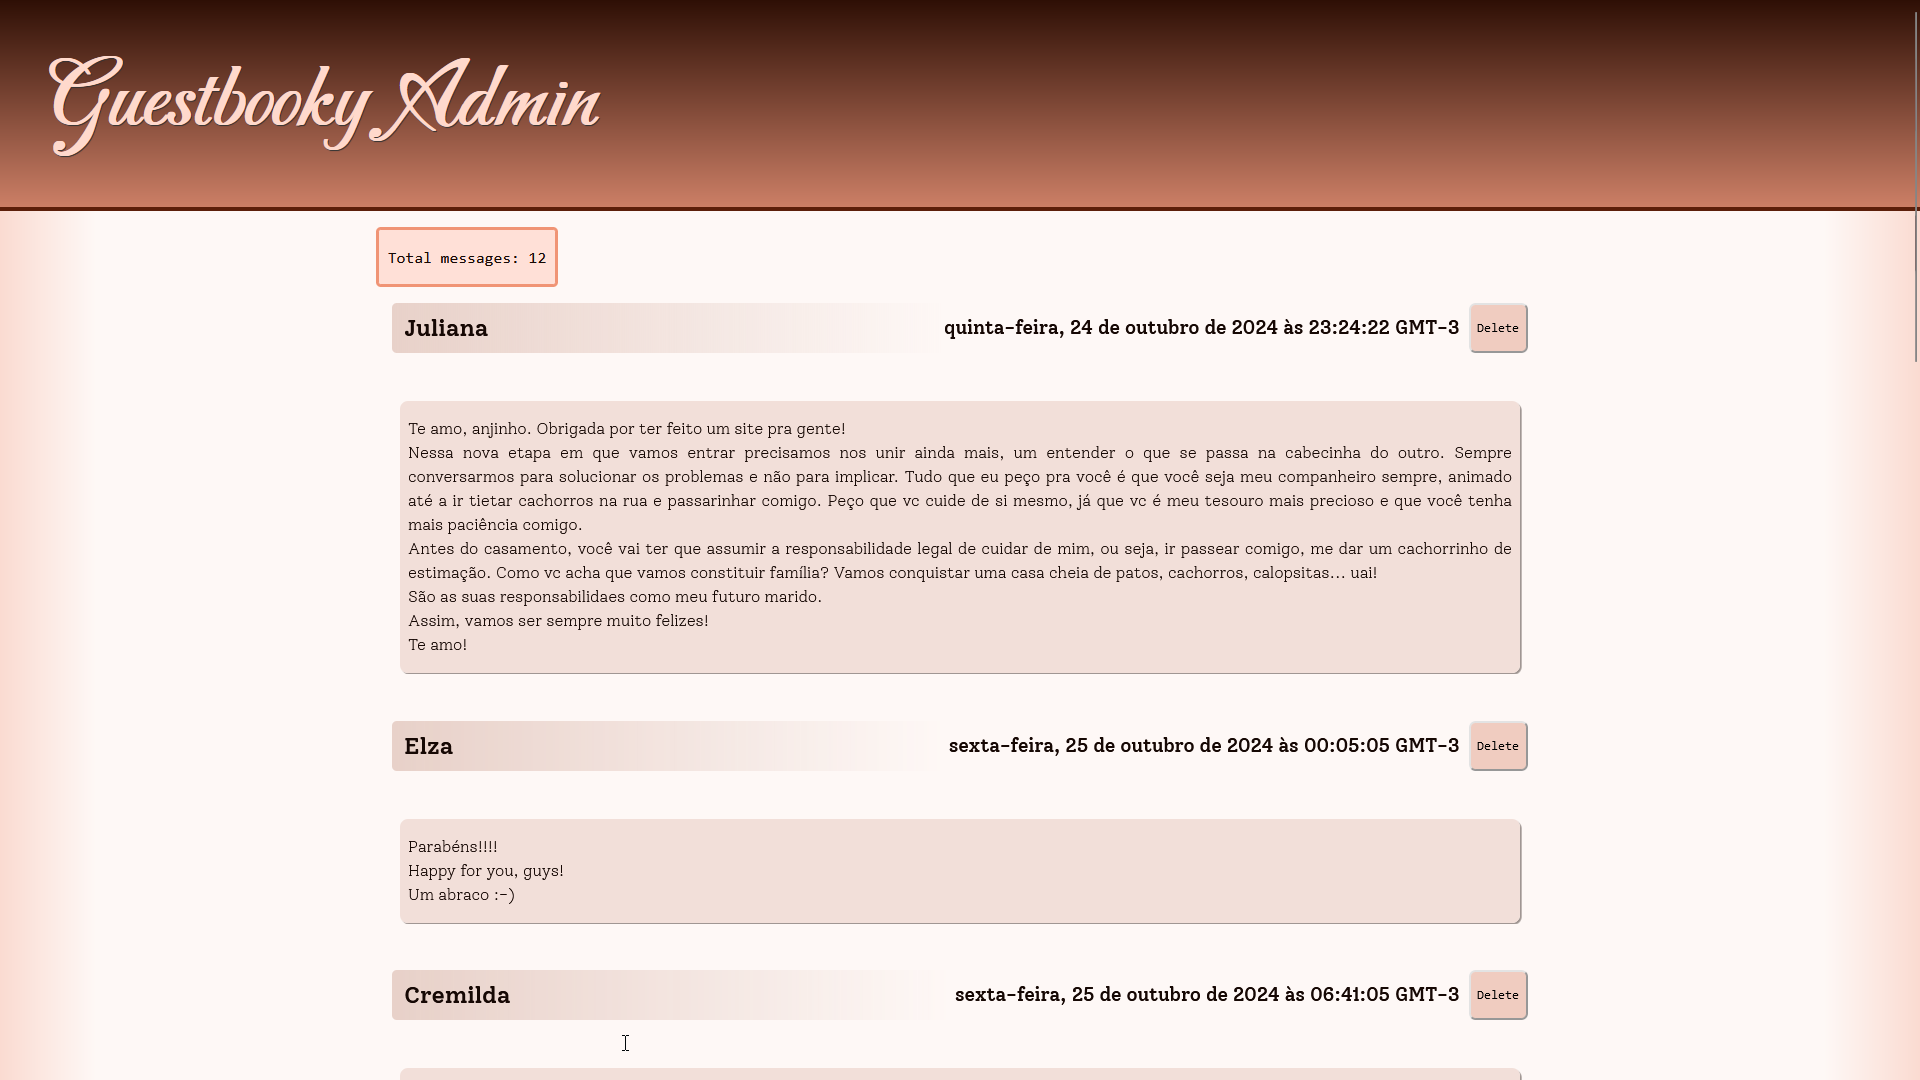 Guestbooky Admin
Total messages: 12
Juliana
quinta-feira, 24 de outubro de 2024 às 23:24:22 GMT-3
Delete
Te amo, anjinho. Obrigada por ter feito um site pra gente!
Nessa nova etapa em que vamos entrar precisamos nos unir ainda mais, um entender o que se passa na cabecinha do outro. Sempre
conversarmos para solucionar os problemas e não para implicar. Tudo que eu peço pra você é que você seja meu companheiro sempre, animado
até a ir tietar cachorros na rua e passarinhar comigo. Peço que vc cuide de si mesmo, já que vc é meu tesouro mais precioso e que você tenha
mais paciência comigo.
Antes do casamento, você vai ter que assumir a responsabilidade legal de cuidar de mim, ou seja, ir passear comigo, me dar um cachorrinho de
estimação. Como vc acha que vamos constituir família? Vamos conquistar uma casa cheia de patos, cachorros, calopsitas... uai!
São as suas responsabilidaes como meu futuro marido.
Assim, vamos ser sempre muito felizes!
Te amo!
Elza
sexta-feira, 25 de outubro de 2024 às 00:05:05 GMT-3
Delete
Parabéns!!!!
Happy for you, guys!
Um abraco :-)
Cremilda
sexta-feira, 25 de outubro de 2024 às 06:41:05 GMT-3
Delete